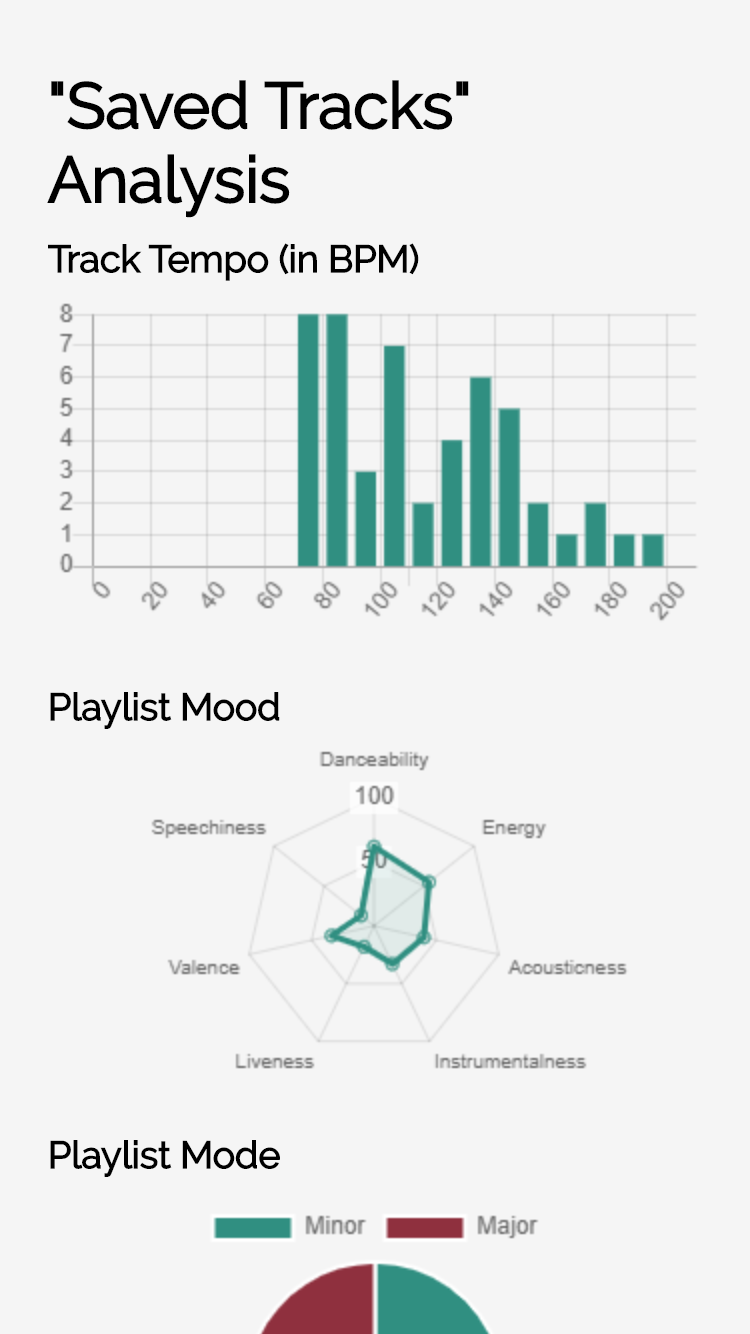 "Saved Tracks"
Analysis
Track Tempo (in BPM)
8
7
6
5
4
3
2
1
0
0 20 40 60 80 100 120 140 160 180 200
Playlist Mood
Danceability
100
Speechiness Energy
50
Valence Acousticness
Liveness Instrumentalness
Playlist Mode
Minor Major